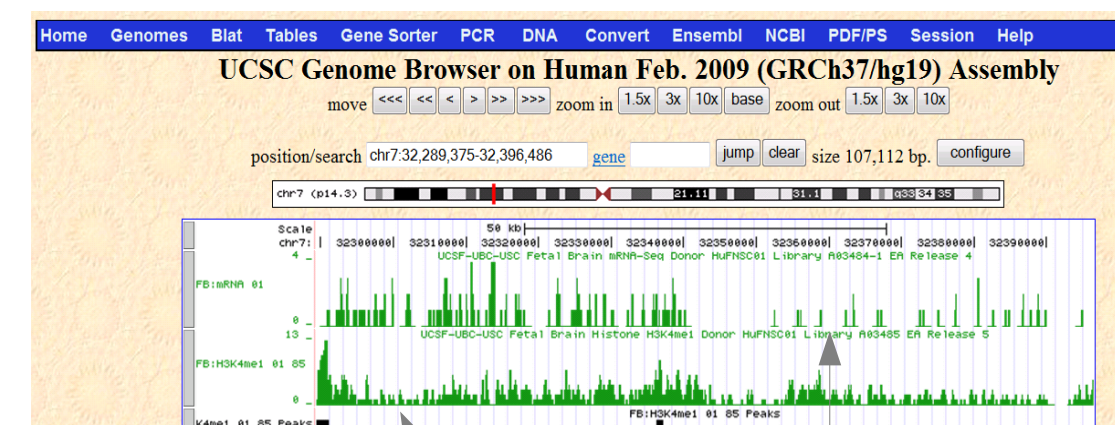 Home Genomes Blat Tables Gene Sorter PCR DNA Convert Ensembl NCBI PDF/PS Session Help
UCSC Genome Browser on Human Feb. 2009 (GRCh37/hg19) Assembly
move <<< << < > >> >>> zoom in 1.5x 3x 10x base zoom out 1.5x 3x 10x
position/search chr7:32,289,375-32,396,486 gene jump clear size 107,112 bp. configure
chr7 (p14.3) 21.11 31.1 q33 34 35
Scale 50 kb
chr7: 32300000 32310000 32320000 32330000 32340000 32350000 32360000 32370000 32380000 32390000
UCSF-UBC-USC Fetal Brain mRNA-Seq Donor HuFNSC01 Library A03484-1 EA Release 4
4 _
FB:mRNA 01
0 _
UCSF-UBC-USC Fetal Brain Histone H3K4me1 Donor HuFNSC01 Library A03485 EA Release 5
13 _
FB:H3K4me1 01 85
0 _
FB:H3K4me1 01 85 Peaks
K4me1 01 85 Peaks